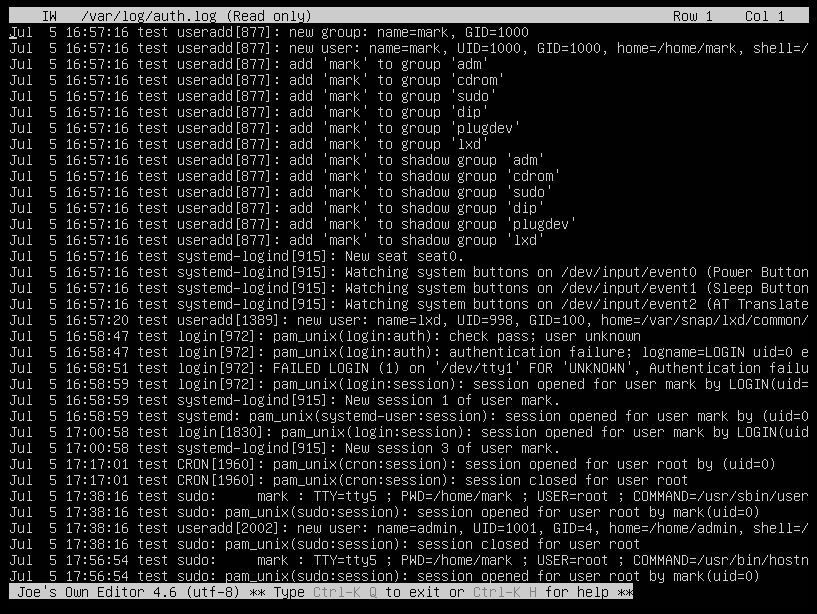 IW /var/log/auth.log (Read only) Row 1 Col 1
Jul 5 16:57:16 test useradd[877]: new group: name=mark, GID=1000
Jul 5 16:57:16 test useradd[877]: new user: name=mark, UID=1000, GID=1000, home=/home/mark, shell=/
Jul 5 16:57:16 test useradd[877]: add 'mark' to group 'adm'
Jul 5 16:57:16 test useradd[877]: add 'mark' to group 'cdrom'
Jul 5 16:57:16 test useradd[877]: add 'mark' to group 'sudo'
Jul 5 16:57:16 test useradd[877]: add 'mark' to group 'dip'
Jul 5 16:57:16 test useradd[877]: add 'mark' to group 'plugdev'
Jul 5 16:57:16 test useradd[877]: add 'mark' to group 'lxd'
Jul 5 16:57:16 test useradd[877]: add 'mark' to shadow group 'adm'
Jul 5 16:57:16 test useradd[877]: add 'mark' to shadow group 'cdrom'
Jul 5 16:57:16 test useradd[877]: add 'mark' to shadow group 'sudo'
Jul 5 16:57:16 test useradd[877]: add 'mark' to shadow group 'dip'
Jul 5 16:57:16 test useradd[877]: add 'mark' to shadow group 'plugdev'
Jul 5 16:57:16 test useradd[877]: add 'mark' to shadow group 'lxd'
Jul 5 16:57:16 test systemd-logind[915]: New seat seat0.
Jul 5 16:57:16 test systemd-logind[915]: Watching system buttons on /dev/input/event0 (Power Button
Jul 5 16:57:16 test systemd-logind[915]: Watching system buttons on /dev/input/event1 (Sleep Button
Jul 5 16:57:16 test systemd-logind[915]: Watching system buttons on /dev/input/event2 (AT Translate
Jul 5 16:57:20 test useradd[1389]: new user: name=lxd, UID=998, GID=100, home=/var/snap/lxd/common/
Jul 5 16:58:47 test login[972]: pam_unix(login:auth): check pass; user unknown
Jul 5 16:58:47 test login[972]: pam_unix(login:auth): authentication failure; logname=LOGIN uid=0 e
Jul 5 16:58:51 test login[972]: FAILED LOGIN (1) on '/dev/tty1' FOR 'UNKNOWN', Authentication failu
Jul 5 16:58:59 test login[972]: pam_unix(login:session): session opened for user mark by LOGIN(uid=
Jul 5 16:58:59 test systemd-logind[915]: New session 1 of user mark.
Jul 5 16:58:59 test systemd: pam_unix(systemd-user:session): session opened for user mark by (uid=0
Jul 5 17:00:58 test login[1830]: pam_unix(login:session): session opened for user mark by LOGIN(uid
Jul 5 17:00:58 test systemd-logind[915]: New session 3 of user mark.
Jul 5 17:17:01 test CRON[1960]: pam_unix(cron:session): session opened for user root by (uid=0)
Jul 5 17:17:01 test CRON[1960]: pam_unix(cron:session): session closed for user root
Jul 5 17:38:16 test sudo: mark : TTY=tty5 ; PWD=/home/mark ; USER=root ; COMMAND=/usr/sbin/user
Jul 5 17:38:16 test sudo: pam_unix(sudo:session): session opened for user root by mark(uid=0)
Jul 5 17:38:16 test useradd[2002]: new user: name=admin, UID=1001, GID=4, home=/home/admin, shell=/
Jul 5 17:38:16 test sudo: pam_unix(sudo:session): session closed for user root
Jul 5 17:56:54 test sudo: mark : TTY=tty5 ; PWD=/home/mark ; USER=root ; COMMAND=/usr/bin/hostn
Jul 5 17:56:54 test sudo: pam_unix(sudo:session): session opened for user root by mark(uid=0)
Joe's Own Editor 4.6 (utf-8) ** Type Ctrl-K Q to exit or Ctrl-K H for help **